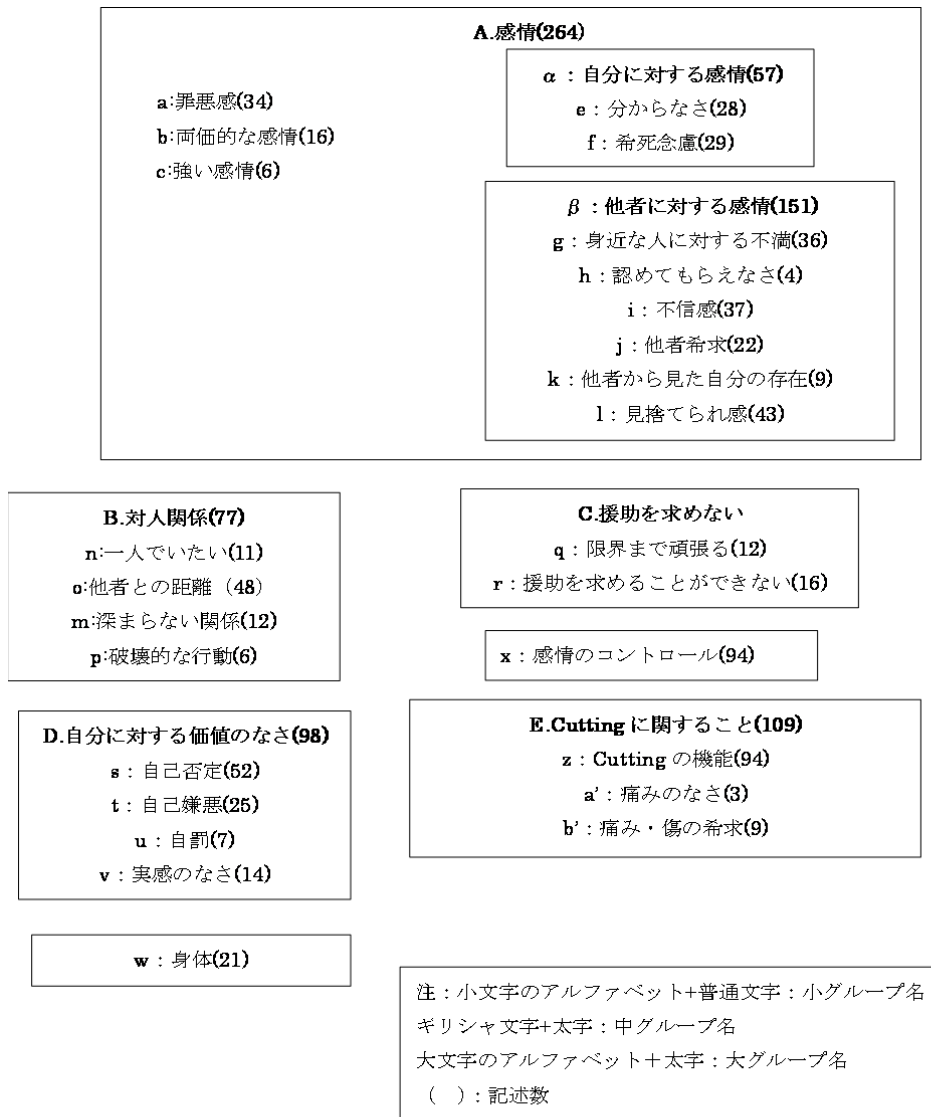 A.感情(264)
a:罪悪感(34)
b:両価的な感情(16)
c:強い感情(6)
α：自分に対する感情(57)
e：分からなさ(28)
f：希死念慮(29)
β：他者に対する感情(151)
g：身近な人に対する不満(36)
h：認めてもらえなさ(4)
i：不信感(37)
j：他者希求(22)
k：他者から見た自分の存在(9)
l：見捨てられ感(43)
B.対人関係(77)
n:一人でいたい(11)
o:他者との距離（48）
m:深まらない関係(12)
p:破壊的な行動(6)
C.援助を求めない
q：限界まで頑張る(12)
r：援助を求めることができない(16)
x：感情のコントロール(94)
D.自分に対する価値のなさ(98)
s：自己否定(52)
t：自己嫌悪(25)
u：自罰(7)
v：実感のなさ(14)
E.Cuttingに関すること(109)
z：Cuttingの機能(94)
a’：痛みのなさ(3)
b’：痛み・傷の希求(9)
w：身体(21)
注：小文字のアルファベット+普通文字：小グループ名
ギリシャ文字+太字：中グループ名
大文字のアルファベット＋太字：大グループ名
（　）：記述数